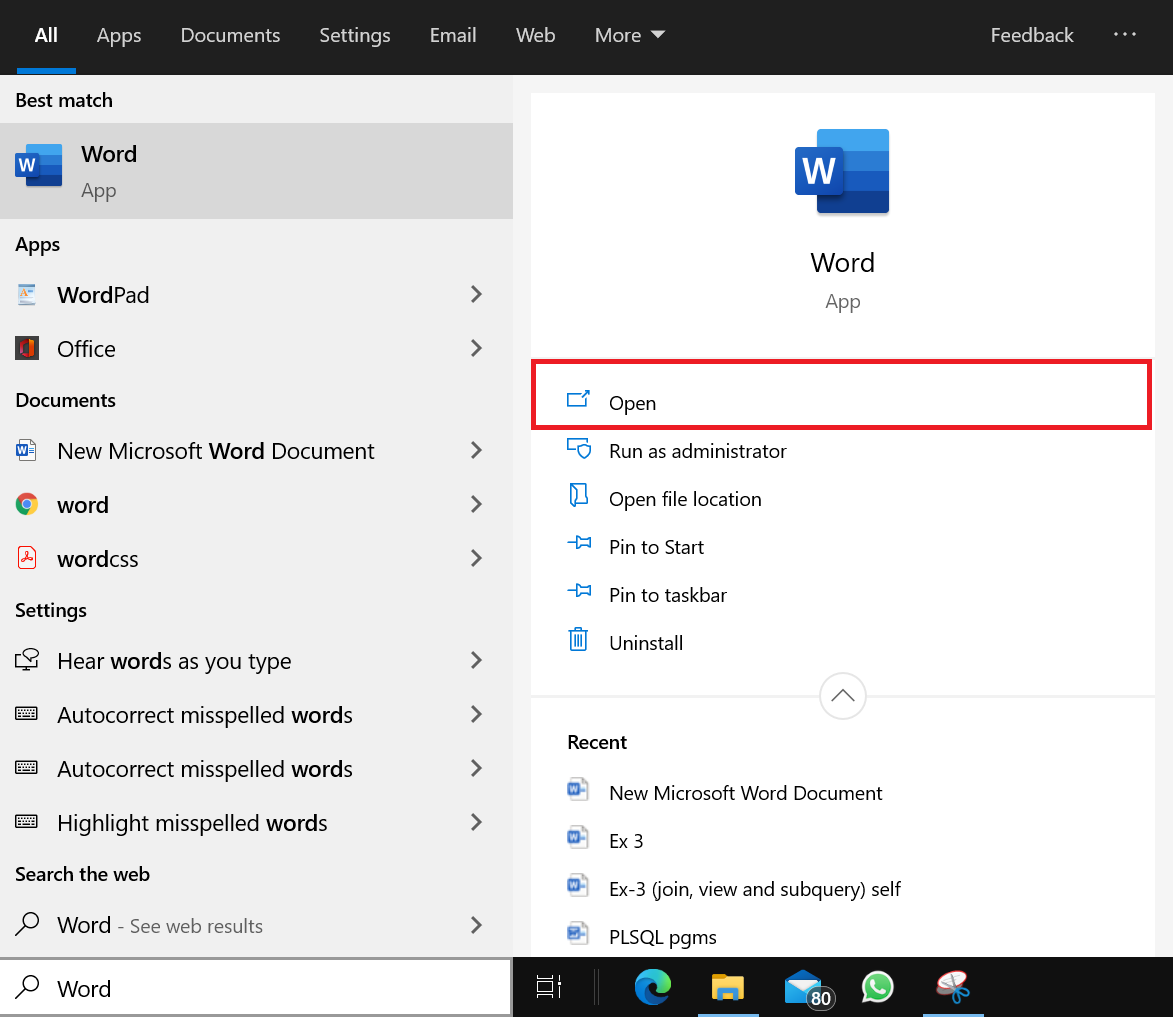 All Apps Documents Settings Email Web More Feedback ...
Best match
W
Word
App
Apps
WordPad
Office
Documents
New Microsoft Word Document
word
wordcss
Settings
Hear words as you type
Autocorrect misspelled words
Autocorrect misspelled words
Highlight misspelled words
Search the web
Word - See web results
Word
W
Word
App
Open
Run as administrator
Open file location
Pin to Start
Pin to taskbar
Uninstall
Recent
New Microsoft Word Document
Ex 3
Ex-3 (join, view and subquery) self
PLSQL pgms
80